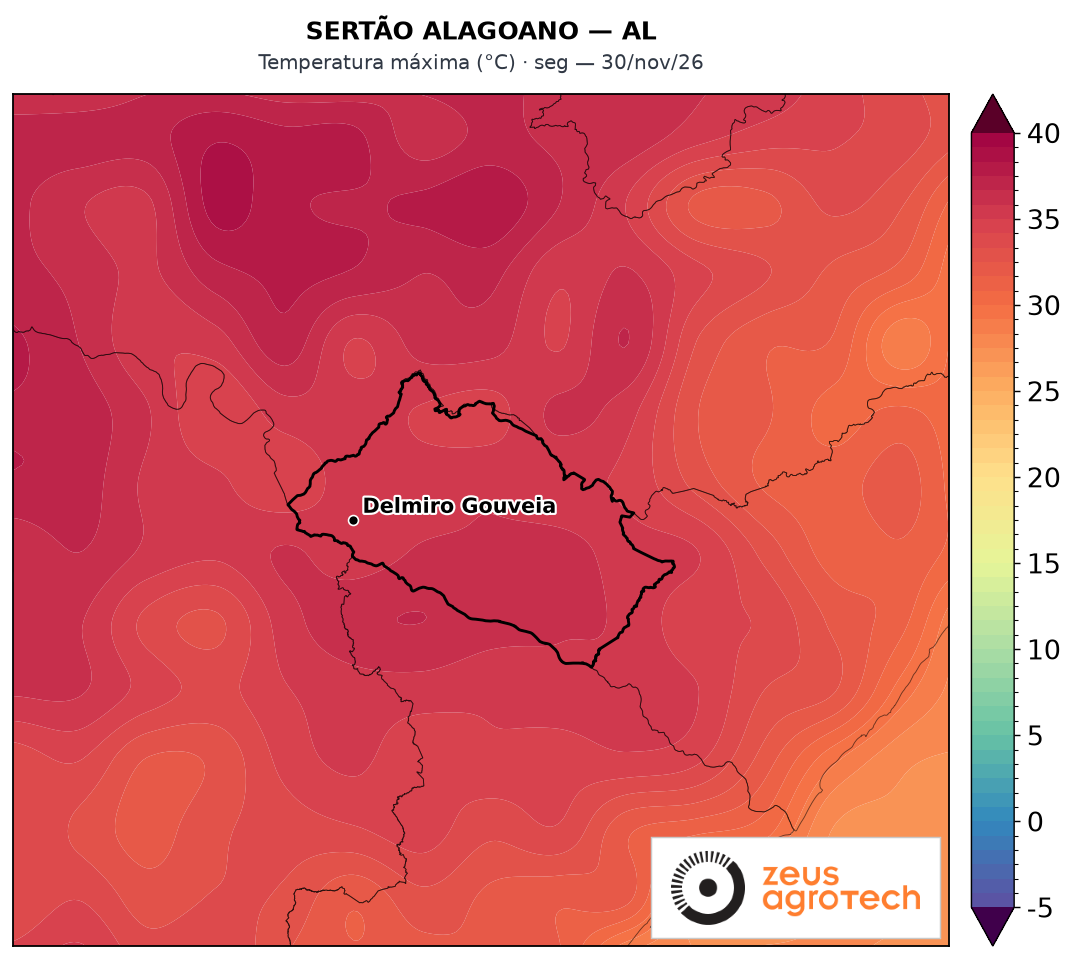 SERTÃO ALAGOANO — AL
Temperatura máxima (°C) · seg — 30/nov/26
40
35
30
25
20
15
10
5
0
-5
Delmiro Gouveia
zeus
agrotech